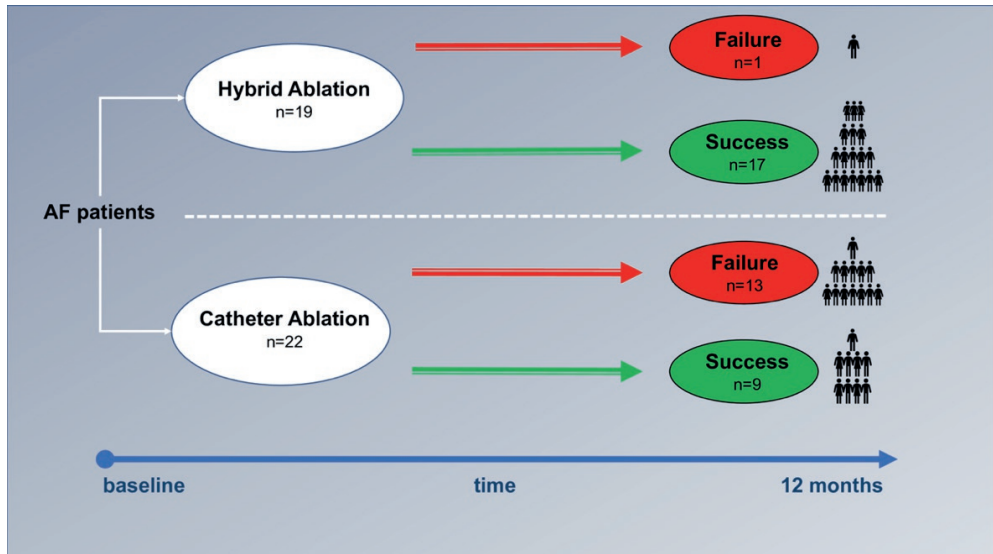 Failure
n=1
Hybrid Ablation
n=19
Success
n=17
AF patients
Failure
n=13
Catheter Ablation
n=22
Success
n=9
baseline
time
12 months